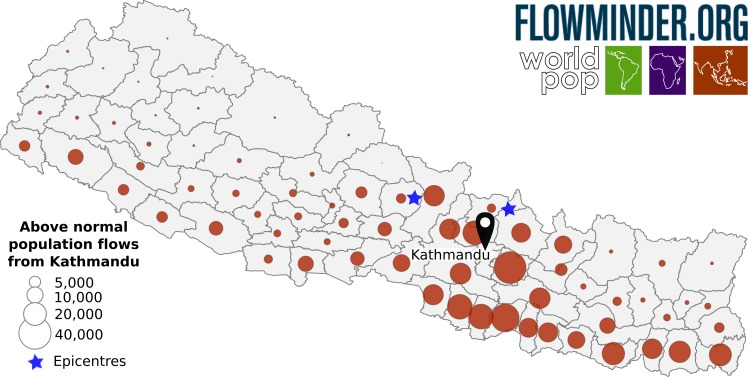 FLOWMINDER.ORG
world
pop
Kathmandu
Above normal
population flows
from Kathmandu
5,000
10,000
20,000
40,000
Epicentres